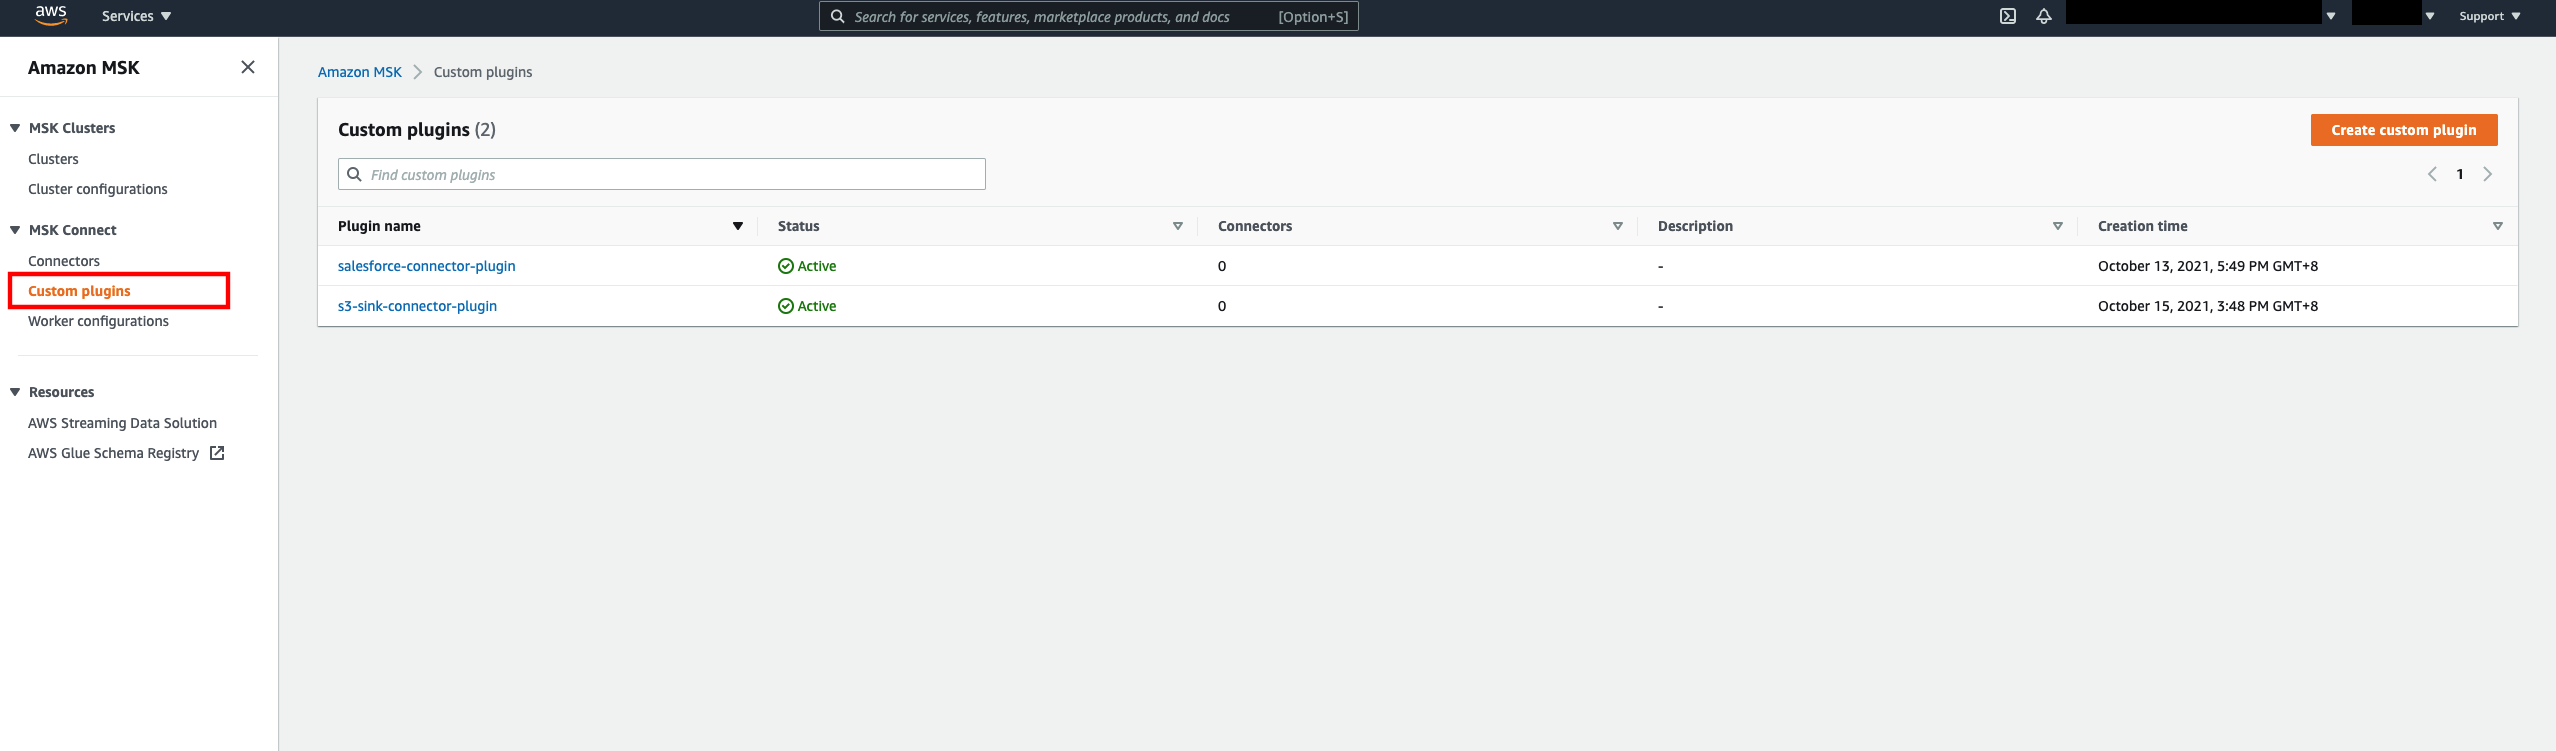 aws Services Search for services, features, marketplace products, and docs [Option+S] Support
Amazon MSK
MSK Clusters
Clusters
Cluster configurations
MSK Connect
Connectors
Custom plugins
Worker configurations
Resources
AWS Streaming Data Solution
AWS Glue Schema Registry
Amazon MSK Custom plugins
Custom plugins (2) Create custom plugin
Find custom plugins 1
Plugin name Status Connectors Description Creation time
salesforce-connector-plugin Active 0 - October 13, 2021, 5:49 PM GMT+8
s3-sink-connector-plugin Active 0 - October 15, 2021, 3:48 PM GMT+8